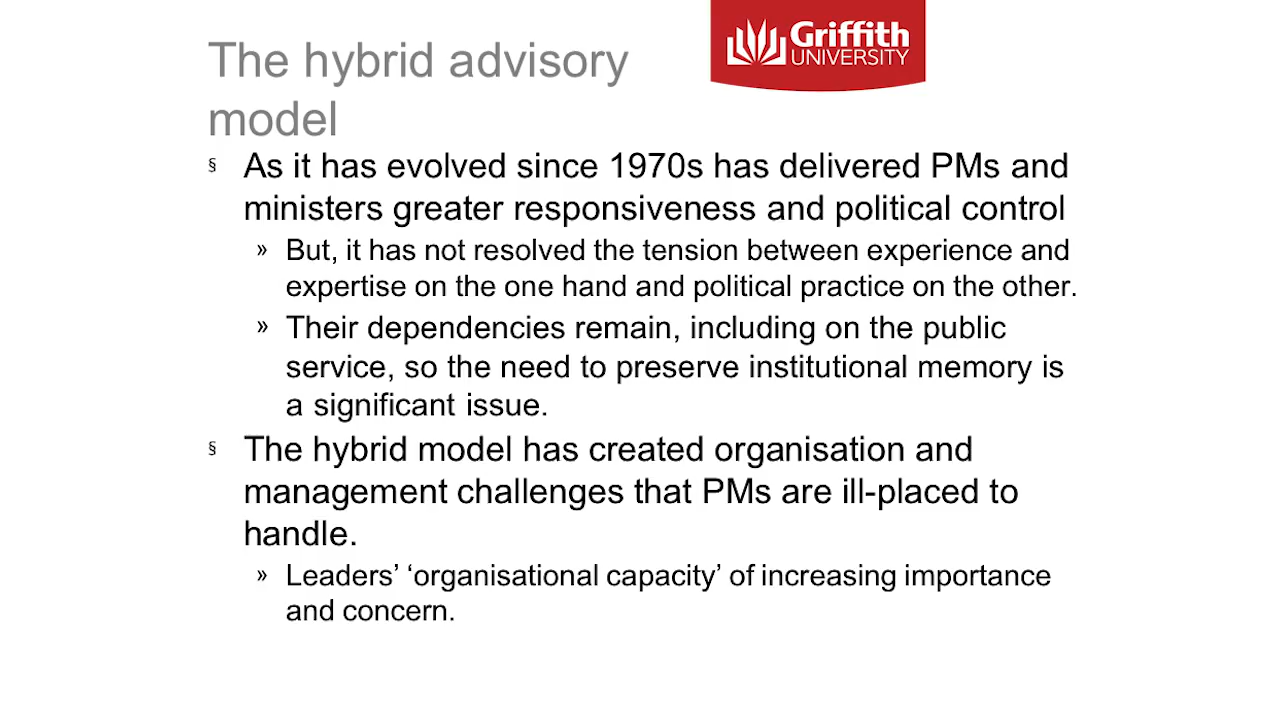 The hybrid advisory
model
Griffith
UNIVERSITY
§ As it has evolved since 1970s has delivered PMs and
ministers greater responsiveness and political control
» But, it has not resolved the tension between experience and
expertise on the one hand and political practice on the other.
» Their dependencies remain, including on the public
service, so the need to preserve institutional memory is
a significant issue.
§ The hybrid model has created organisation and
management challenges that PMs are ill-placed to
handle.
» Leaders’ ‘organisational capacity’ of increasing importance
and concern.